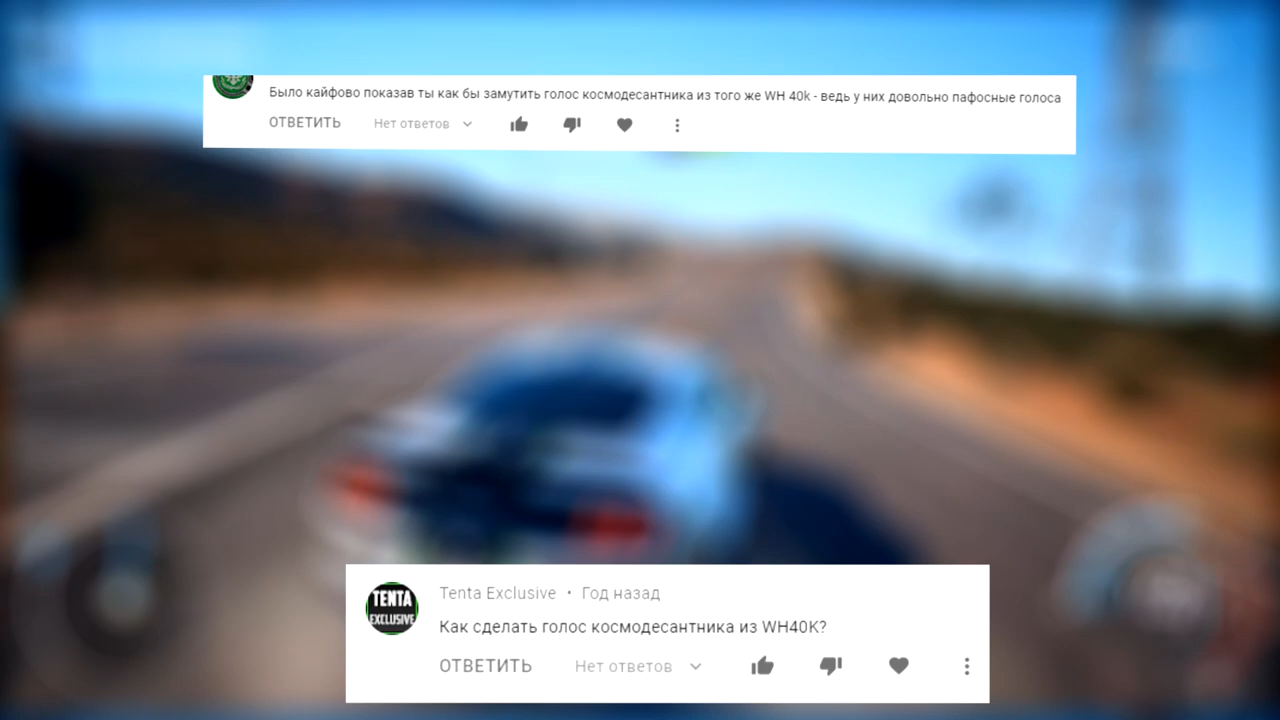 Было кайфово показав ты как бы замутить голос космодесантника из того же WH 40k - ведь у них довольно пафосные голоса
ОТВЕТИТЬ Нет ответов
TENTA
EXCLUSIVE
Tenta Exclusive • Год назад
Как сделать голос космодесантника из WH40K?
ОТВЕТИТЬ Нет ответов